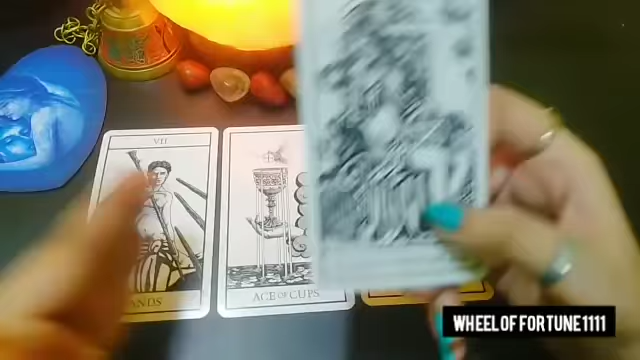 VII
ANDS
ACE OF CUPS
WHEEL OF FORTUNE 1111